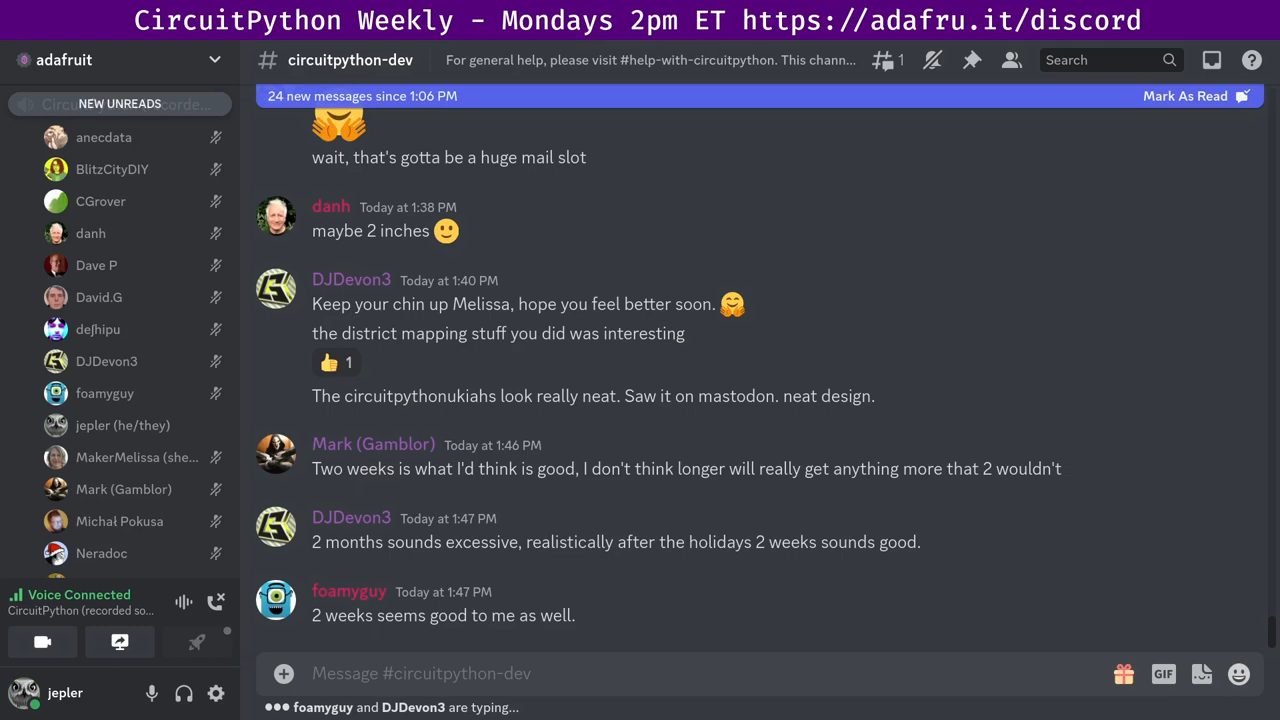 CircuitPython Weekly - Mondays 2pm ET https://adafru.it/discord
adafruit
circuitpython-dev
For general help, please visit #help-with-circuitpython. This chann...
1
Search
NEW UNREADS
24 new messages since 1:06 PM
Mark As Read
anecdata
BlitzCityDIY
CGrover
danh
Dave P
David.G
deʃhipu
DJDevon3
foamyguy
jepler (he/they)
MakerMelissa (she...
Mark (Gamblor)
Michał Pokusa
Neradoc
Voice Connected
CircuitPython (recorded so...
jepler
wait, that's gotta be a huge mail slot
danh Today at 1:38 PM
maybe 2 inches 🙂
DJDevon3 Today at 1:40 PM
Keep your chin up Melissa, hope you feel better soon. 🤗
the district mapping stuff you did was interesting
👍 1
The circuitpythonukiahs look really neat. Saw it on mastodon. neat design.
Mark (Gamblor) Today at 1:46 PM
Two weeks is what I'd think is good, I don't think longer will really get anything more that 2 wouldn't
DJDevon3 Today at 1:47 PM
2 months sounds excessive, realistically after the holidays 2 weeks sounds good.
foamyguy Today at 1:47 PM
2 weeks seems good to me as well.
Message #circuitpython-dev
GIF
foamyguy and DJDevon3 are typing...